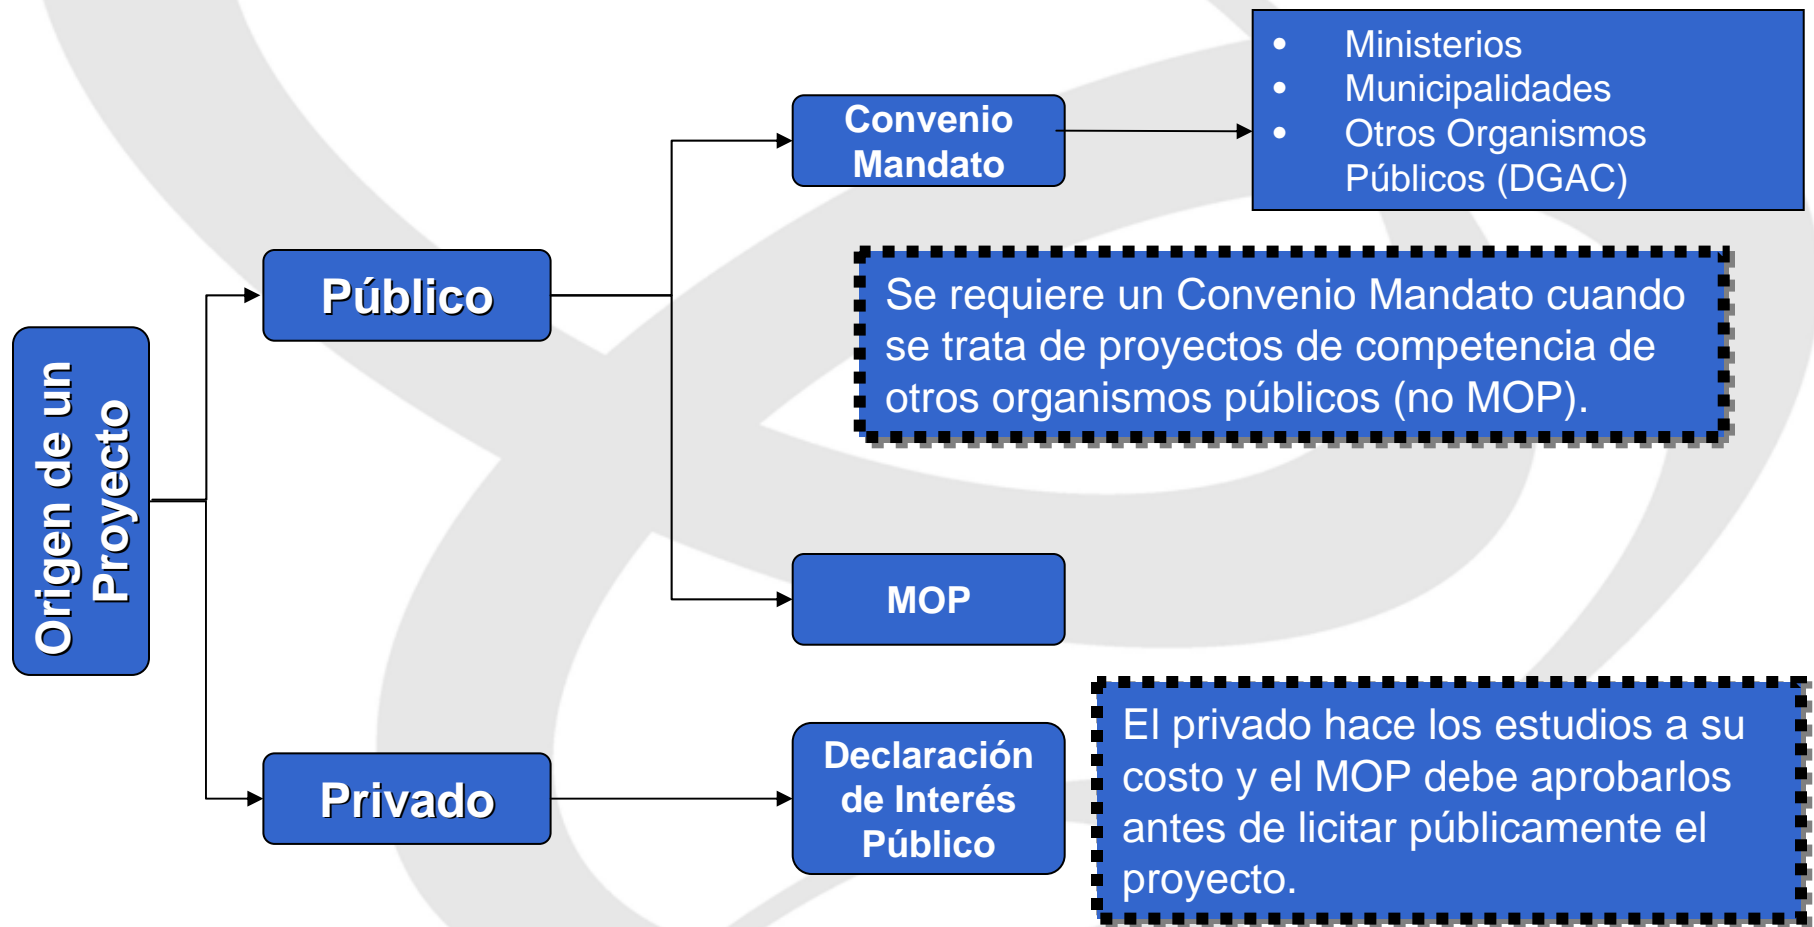 Origen de un
Proyecto
Público
Privado
Convenio
Mandato
• Ministerios
• Municipalidades
• Otros Organismos
Públicos (DGAC)
Se requiere un Convenio Mandato cuando
se trata de proyectos de competencia de
otros organismos públicos (no MOP).
MOP
Declaración
de Interés
Público
El privado hace los estudios a su
costo y el MOP debe aprobarlos
antes de licitar públicamente el
proyecto.